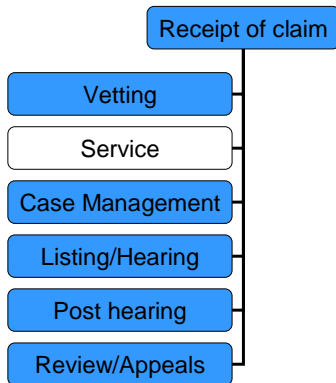 Receipt of claim
Vetting
Service
Case Management
Listing/Hearing
Post hearing
Review/Appeals